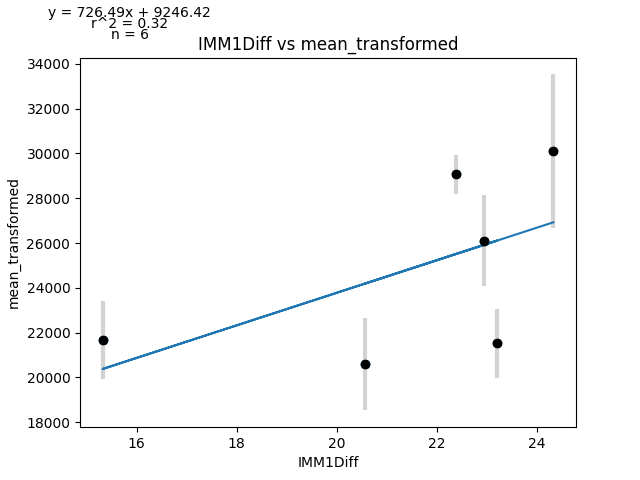 y = 726.49x + 9246.42
r^2 = 0.32
n = 6
IMM1Diff vs mean_transformed
34000
32000
30000
28000
26000
24000
22000
20000
18000
mean_transformed
16
18
20
22
24
IMM1Diff